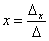 x = Δₓ / Δ